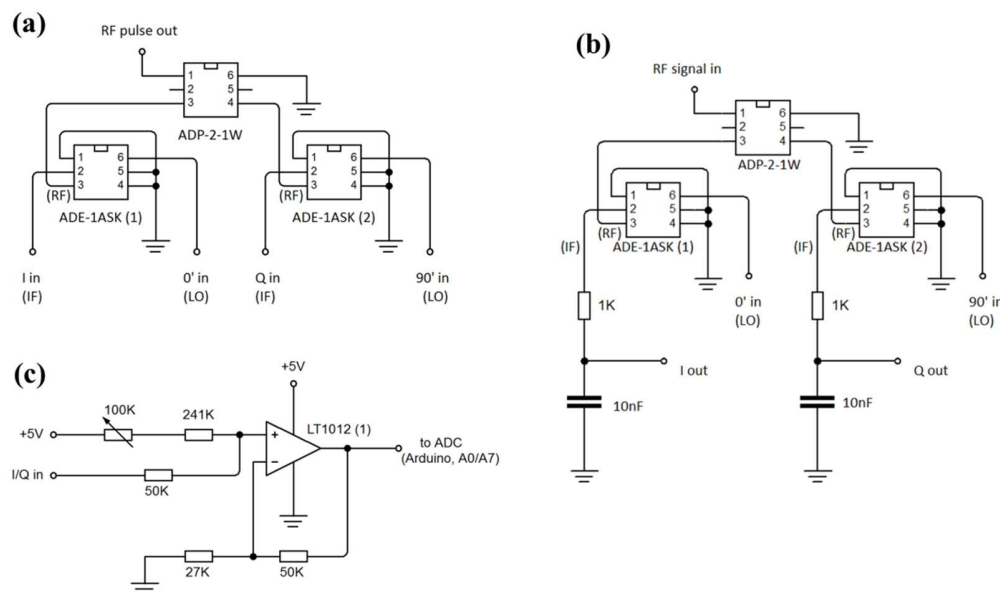 (a)
RF pulse out
1 6
2 5
3 4
ADP-2-1W
1 6
2 5
3 4
(RF)
ADE-1ASK (1)
1 6
2 5
3 4
(RF)
ADE-1ASK (2)
I in
(IF)
0' in
(LO)
Q in
(IF)
90' in
(LO)
(b)
RF signal in
1 6
2 5
3 4
ADP-2-1W
1 6
2 5
3 4
(RF)
(IF)
ADE-1ASK (1)
1 6
2 5
3 4
(RF)
(IF)
ADE-1ASK (2)
1K
0' in
(LO)
1K
90' in
(LO)
I out
Q out
10nF
10nF
(c)
+5V
100K
241K
+5V
LT1012 (1)
+
−
to ADC
(Arduino, A0/A7)
I/Q in
50K
27K
50K